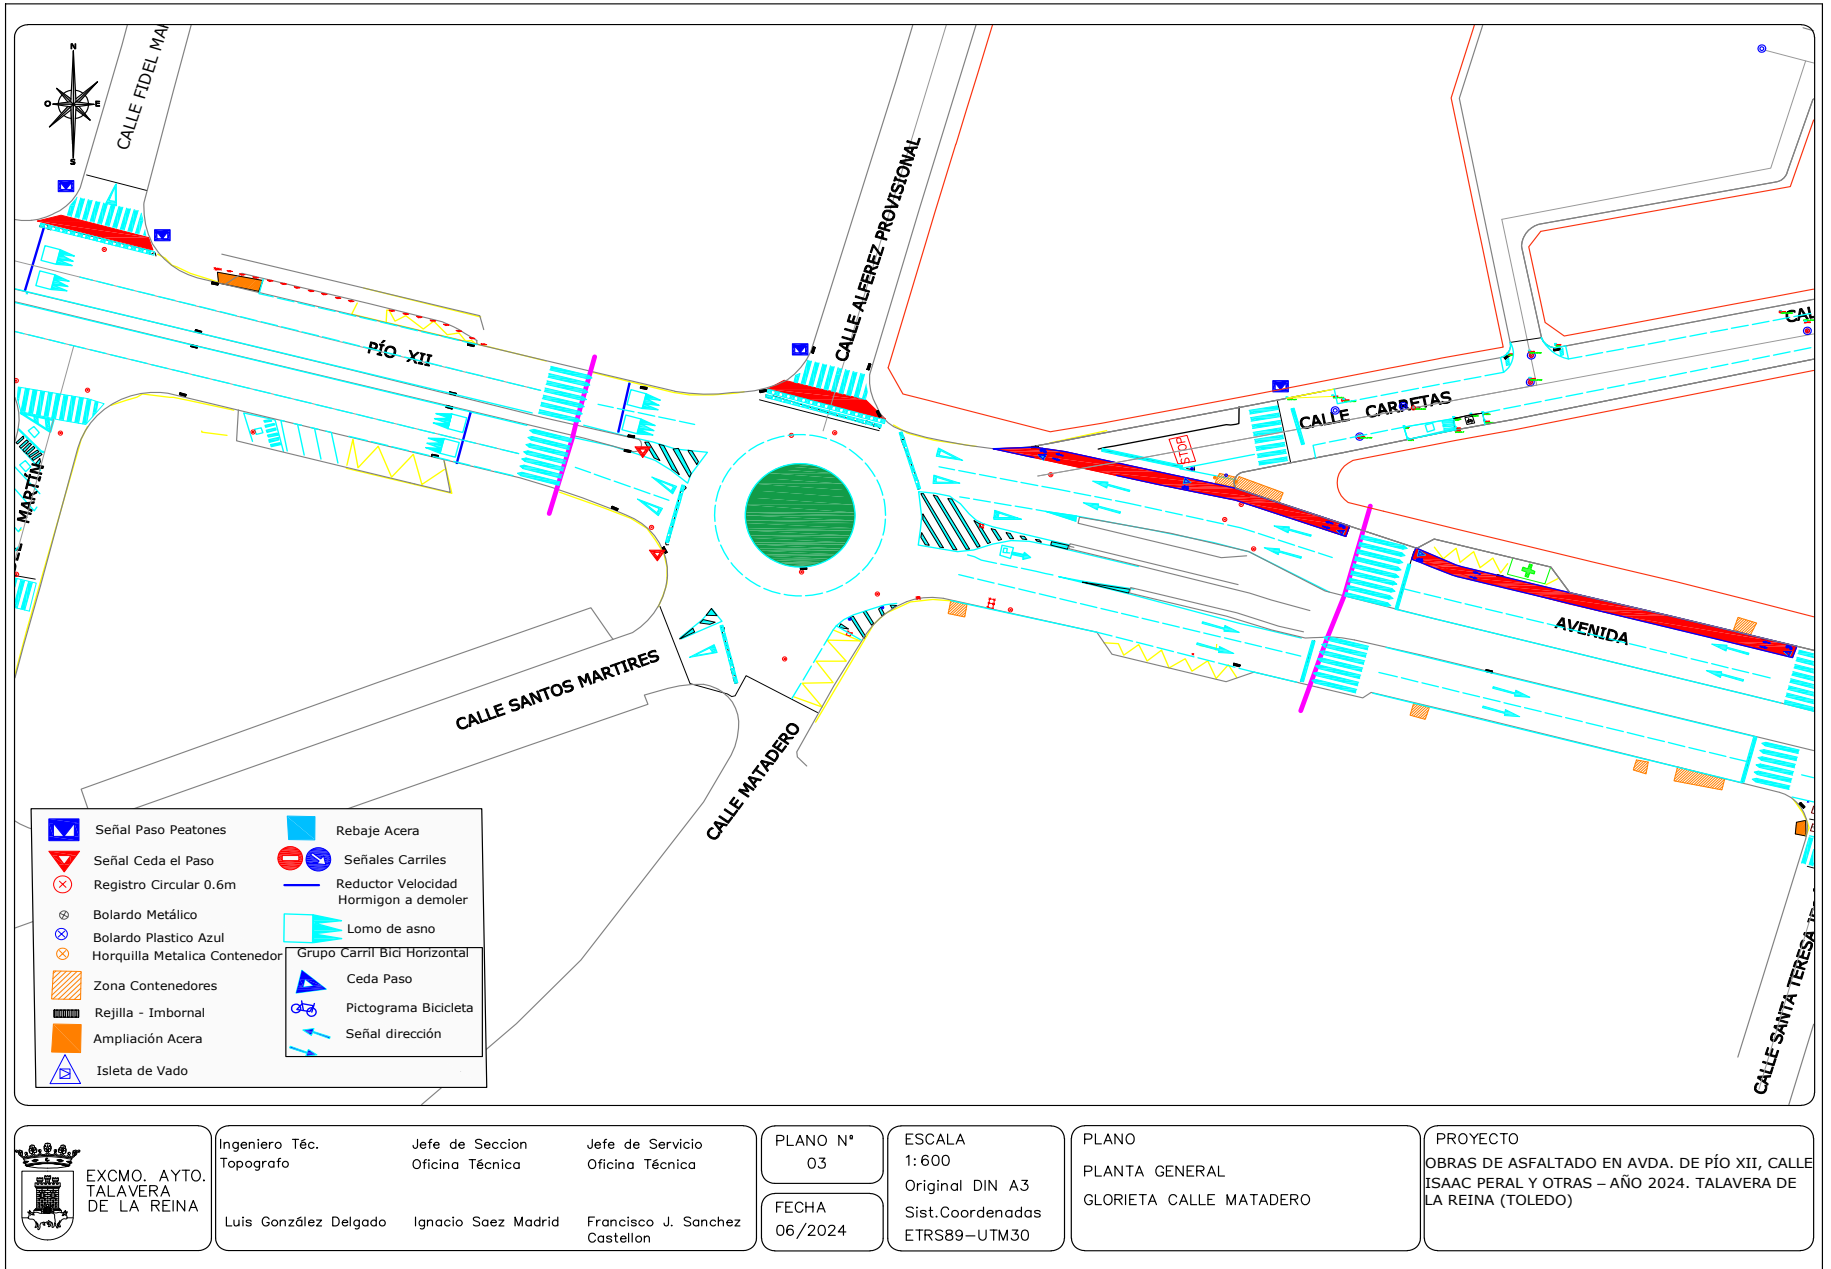 N
O
E
S
CALLE FIDEL MA
CALLE ALFEREZ PROVISIONAL
PÍO XII
CALLE CARRETAS
CAL
STOP
MARTÍN
AVENIDA
CALLE SANTOS MARTIRES
CALLE MATADERO
CALLE SANTA TERESA
Señal Paso Peatones
Señal Ceda el Paso
Registro Circular 0.6m
Bolardo Metálico
Bolardo Plastico Azul
Horquilla Metalica Contenedor
Zona Contenedores
Rejilla - Imbornal
Ampliación Acera
Isleta de Vado
Rebaje Acera
Señales Carriles
Reductor Velocidad
Hormigon a demoler
Lomo de asno
Grupo Carril Bici Horizontal
Ceda Paso
Pictograma Bicicleta
Señal dirección
EXCMO. AYTO.
TALAVERA
DE LA REINA
Ingeniero Téc.
Topografo
Luis González Delgado
Jefe de Seccion
Oficina Técnica
Ignacio Saez Madrid
Jefe de Servicio
Oficina Técnica
Francisco J. Sanchez
Castellon
PLANO Nº
03
FECHA
06/2024
ESCALA
1:600
Original DIN A3
Sist.Coordenadas
ETRS89-UTM30
PLANO
PLANTA GENERAL
GLORIETA CALLE MATADERO
PROYECTO
OBRAS DE ASFALTADO EN AVDA. DE PÍO XII, CALLE
ISAAC PERAL Y OTRAS – AÑO 2024. TALAVERA DE
LA REINA (TOLEDO)